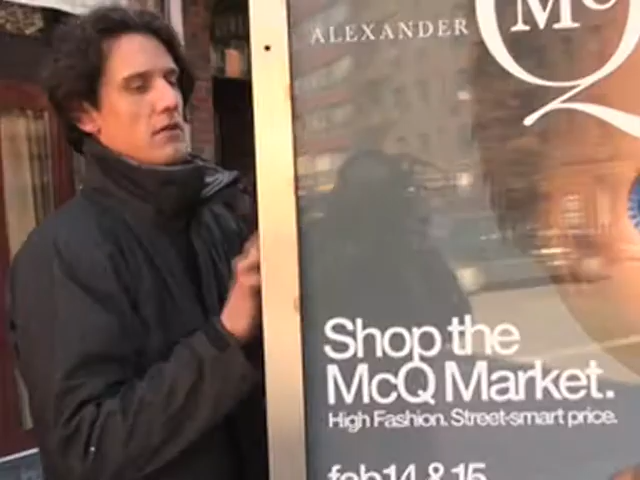 ALEXANDER McQ
Shop the
McQ Market.
High Fashion. Street-smart price.
feb 14 & 15